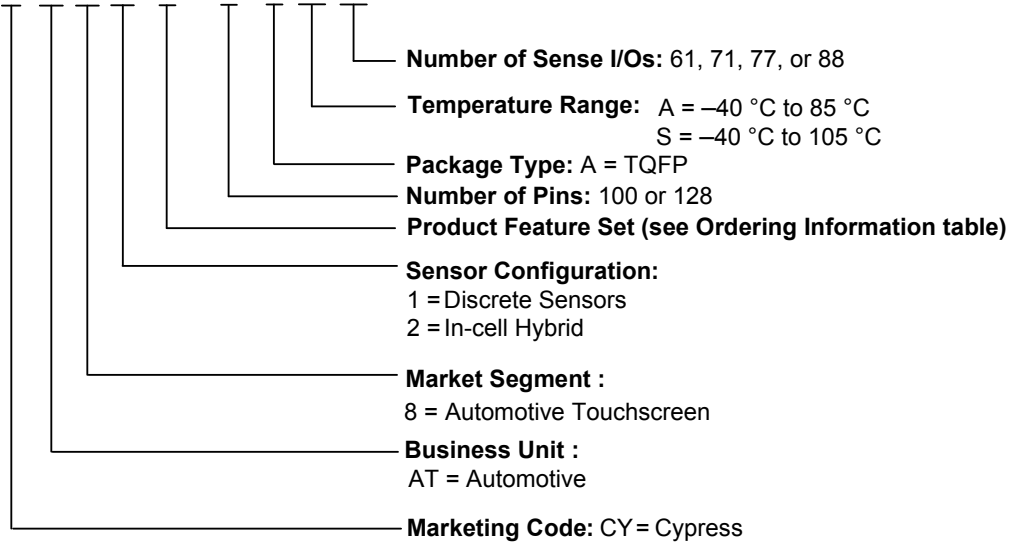 Number of Sense I/Os: 61, 71, 77, or 88
Temperature Range: A = –40 °C to 85 °C
S = –40 °C to 105 °C
Package Type: A = TQFP
Number of Pins: 100 or 128
Product Feature Set (see Ordering Information table)
Sensor Configuration:
1 = Discrete Sensors
2 = In-cell Hybrid
Market Segment :
8 = Automotive Touchscreen
Business Unit :
AT = Automotive
Marketing Code: CY = Cypress